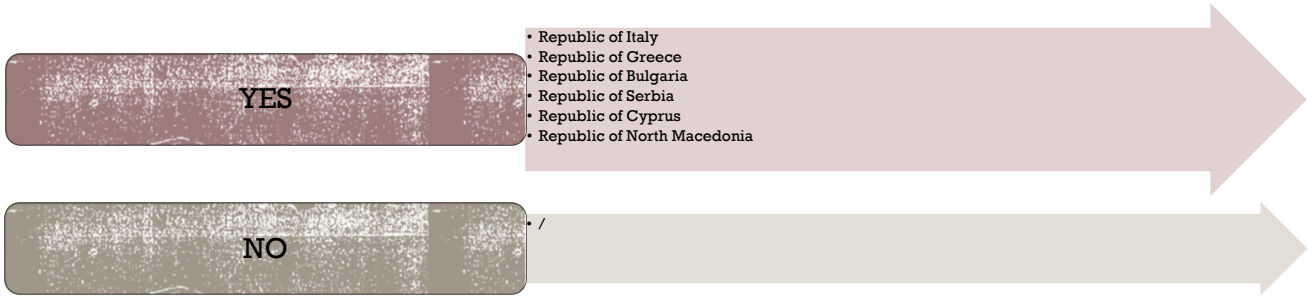 YES
• Republic of Italy
• Republic of Greece
• Republic of Bulgaria
• Republic of Serbia
• Republic of Cyprus
• Republic of North Macedonia
NO
• /